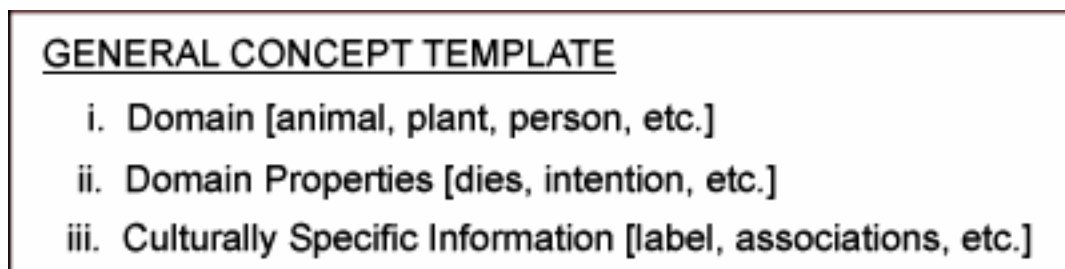 GENERAL CONCEPT TEMPLATE
i. Domain [animal, plant, person, etc.]
ii. Domain Properties [dies, intention, etc.]
iii. Culturally Specific Information [label, associations, etc.]